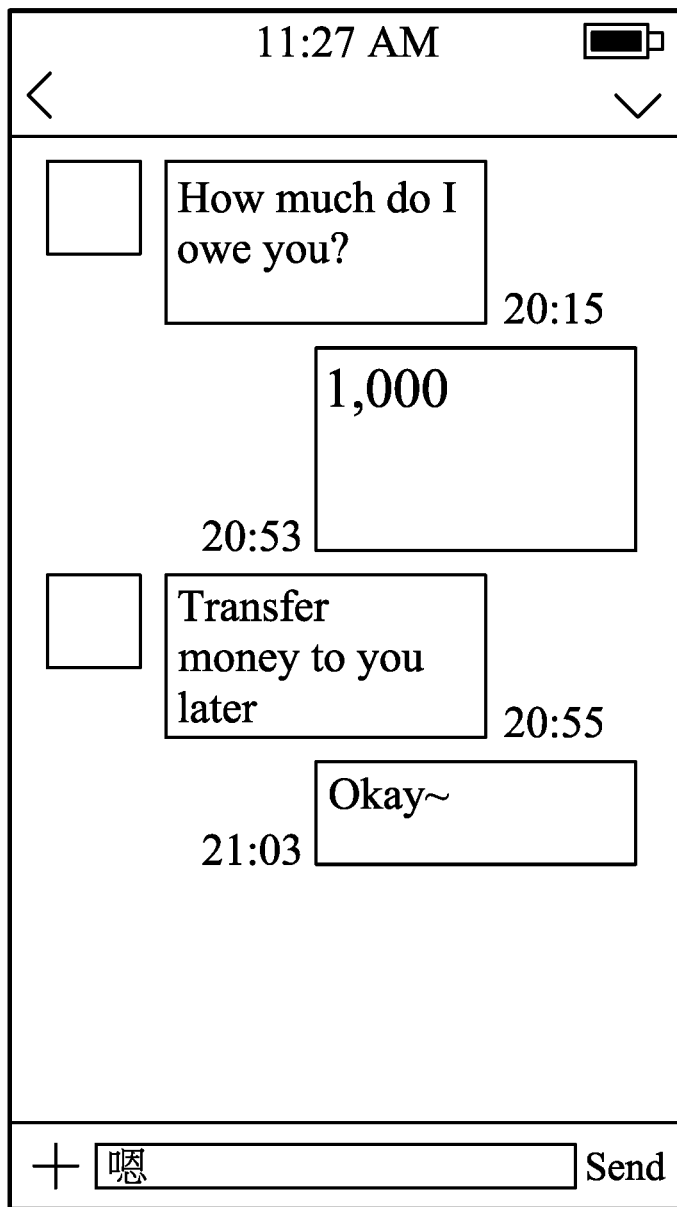 11:27 AM
How much do I
owe you?
20:15
1,000
20:53
Transfer
money to you
later
20:55
Okay~
21:03
嗯
Send